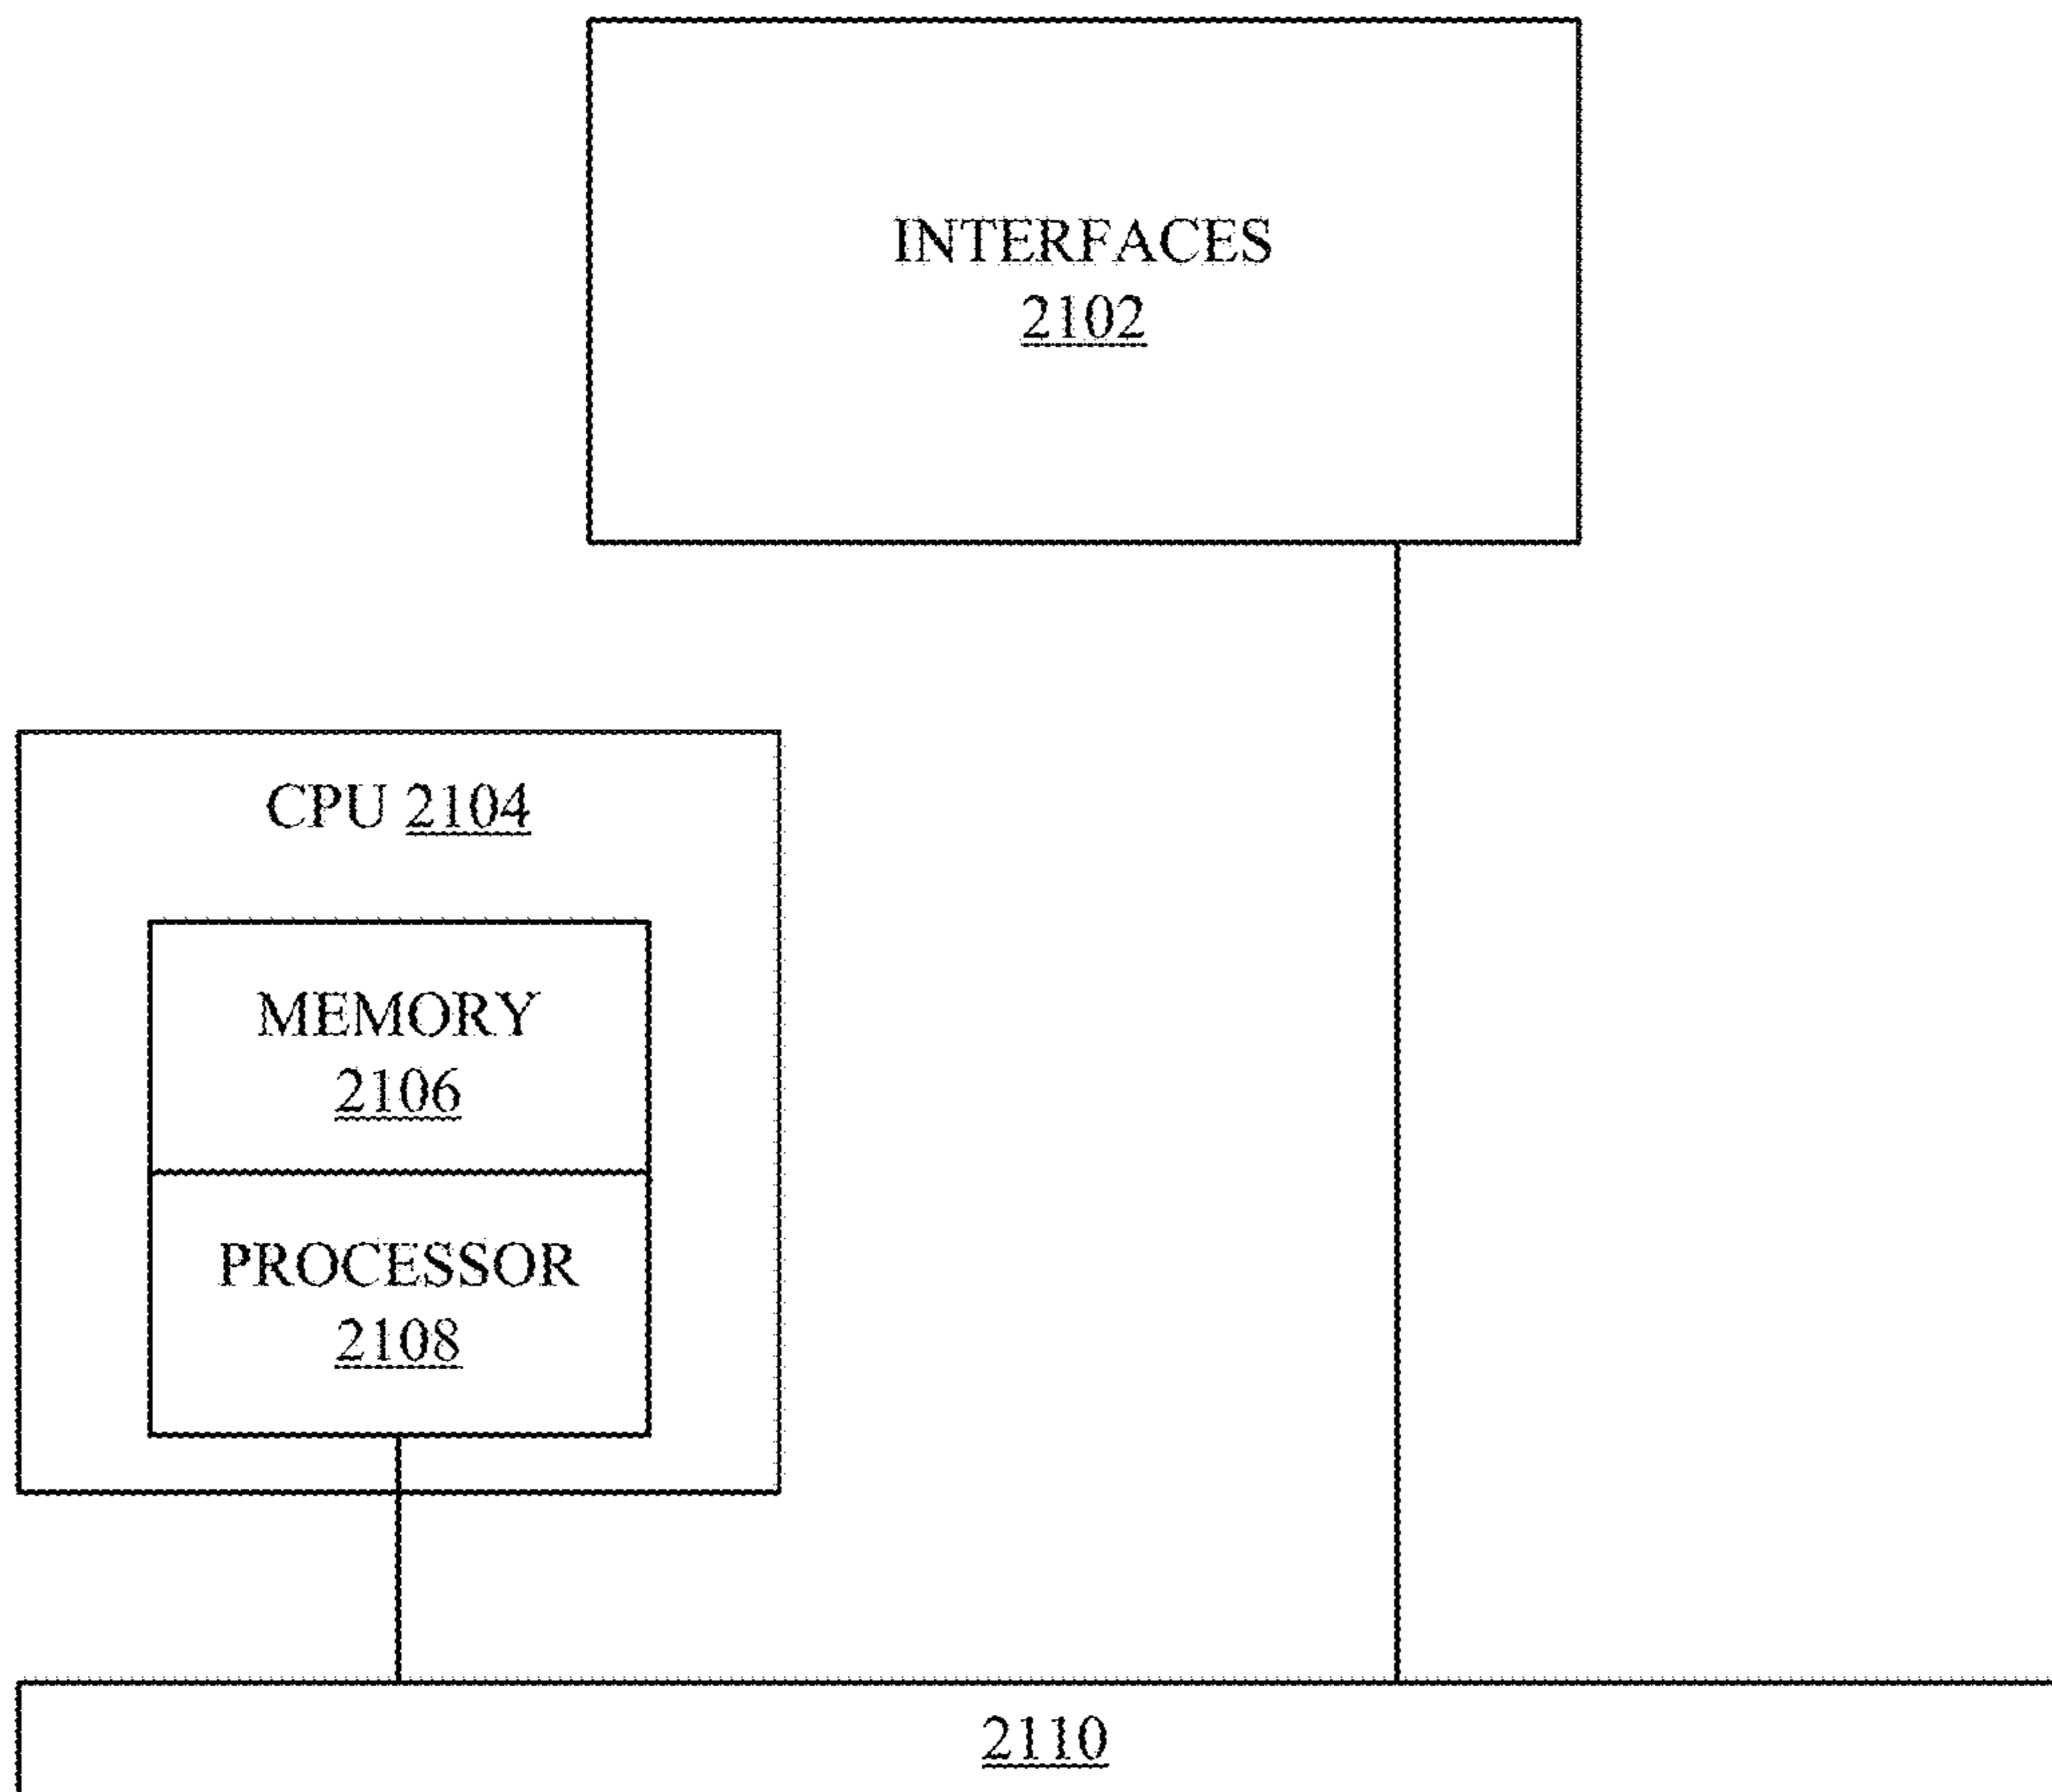 INTERFACES
2102
CPU 2104
MEMORY
2106
PROCESSOR
2108
2110